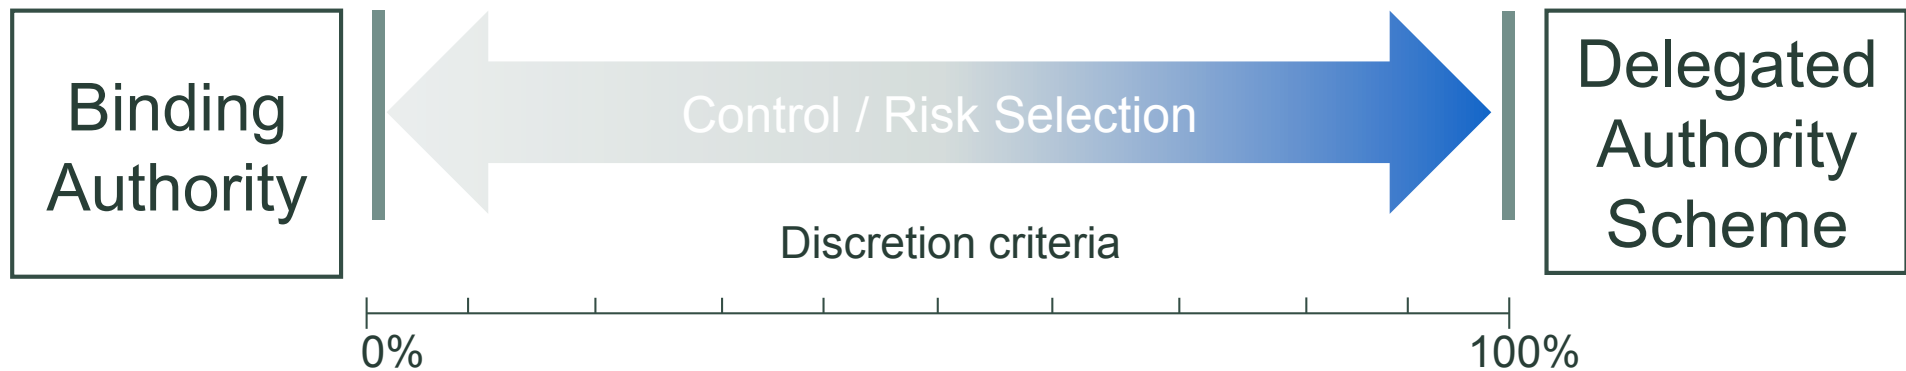 Binding
Authority
Control / Risk Selection
Delegated
Authority
Scheme
Discretion criteria
0%
100%